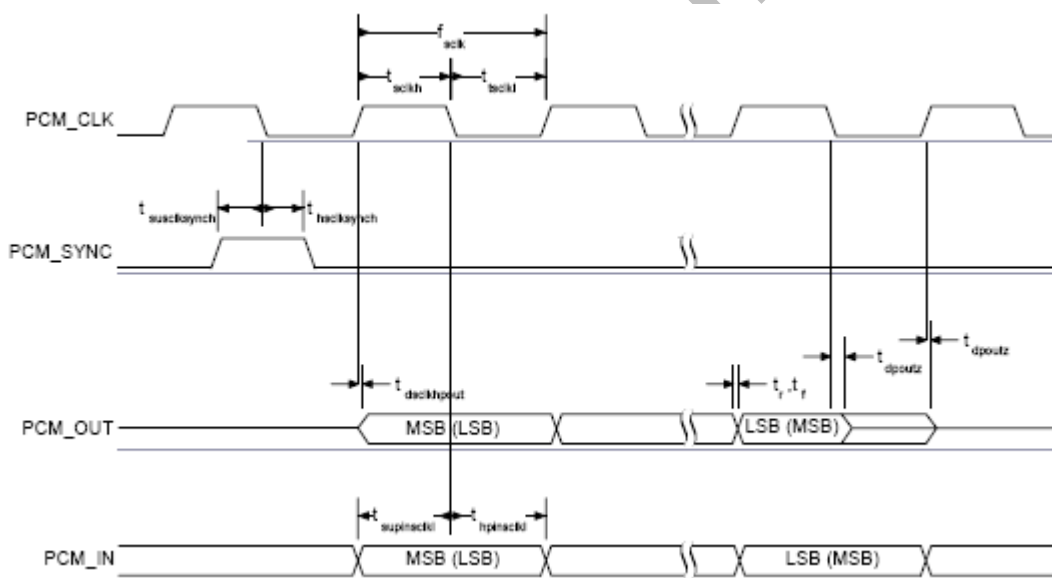 f sclk
t sclkh
t tsclkl
PCM_CLK
t susclksynch
t hsclksynch
PCM_SYNC
t dpoutz
t dpoutz
t dsclkhpout
t r ,t f
PCM_OUT
MSB (LSB)
LSB (MSB)
t supinsclkl
t hpinsclkl
PCM_IN
MSB (LSB)
LSB (MSB)